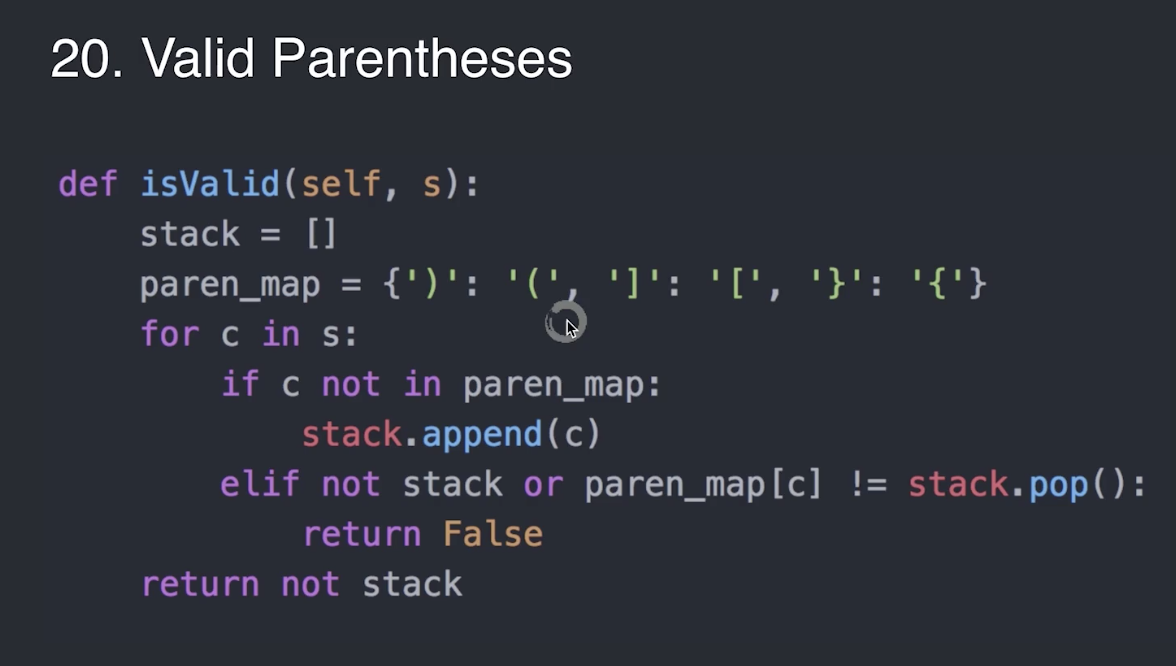 20. Valid Parentheses
def isValid(self, s):
    stack = []
    paren_map = {')': '(', ']': '[', '}': '{'}
    for c in s:
        if c not in paren_map:
            stack.append(c)
        elif not stack or paren_map[c] != stack.pop():
            return False
    return not stack